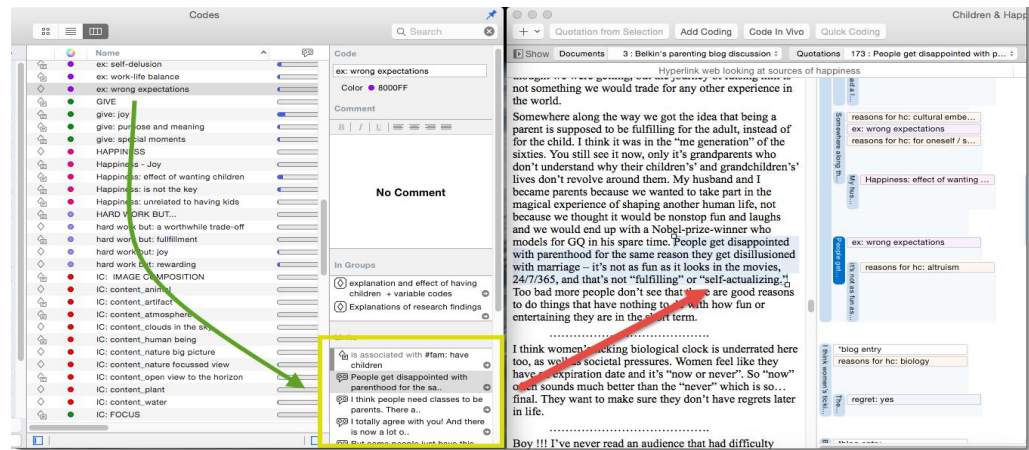 Codes
Search
Name
ex: self-delusion
ex: work-life balance
ex: wrong expectations
GIVE
give: joy
give: purpose and meaning
give: special moments
HAPPINESS
Happiness - Joy
Happiness: effect of wanting children
Happiness: is not the key
Happiness: unrelated to having kids
HARD WORK BUT...
hard work but: a worthwhile trade-off
hard work but: fullfillment
hard work but: joy
hard work but: rewarding
IC: IMAGE COMPOSITION
IC: content_animal
IC: content_artifact
IC: content_atmosphere
IC: content_clouds in the sky
IC: content_human being
IC: content_nature big picture
IC: content_nature focussed view
IC: content_open view to the horizon
IC: content_plant
IC: content_water
IC: FOCUS
Code
ex: wrong expectations
Color 8000FF
Comment
B I U
No Comment
In Groups
explanation and effect of having
children + variable codes
Explanations of research findings
Links
is associated with #fam: have
children
People get disappointed with
parenthood for the sa..
I think people need classes to be
parents. There a..
I totally agree with you! And there
is now a lot o..
But some people just have this
Children & Happ
Quotation from Selection Add Coding Code In Vivo Quick Coding
Show Documents 3 : Belkin's parenting blog discussion Quotations 173 : People get disappointed with p...
Hyperlink web looking at sources of happiness
not something we would trade for any other experience in
the world.
Somewhere along the way we got the idea that being a
parent is supposed to be fulfilling for the adult, instead of
for the child. I think it was in the “me generation” of the
sixties. You still see it now, only it’s grandparents who
don’t understand why their children’s’ and grandchildren’s’
lives don’t revolve around them. My husband and I
became parents because we wanted to take part in the
magical experience of shaping another human life, not
because we thought it would be nonstop fun and laughs
and we would end up with a Nobel-prize-winner who
models for GQ in his spare time. People get disappointed
with parenthood for the same reason they get disillusioned
with marriage – it’s not as fun as it looks in the movies,
24/7/365, and that’s not “fulfilling” or “self-actualizing.”
Too bad more people don’t see that there are good reasons
to do things that have nothing to do with how fun or
entertaining they are in the short term.
.......................................
I think women’s ticking biological clock is underrated here
too, as well as societal pressures. Women feel like they
have an expiration date and it’s “now or never”. So “now”
often sounds much better than the “never” which is so…
final. They want to make sure they don’t have regrets later
in life.
.......................................
Boy !!! I’ve never read an audience that had difficulty
Somewhere along th...
reasons for hc: cultural embe...
ex: wrong expectations
reasons for hc: for oneself / s...
My hus...
Happiness: effect of wanting ...
People get...
ex: wrong expectations
It's not as fun as...
reasons for hc: altruism
I think women's ticki...
*blog entry
reasons for hc: biology
The...
regret: yes